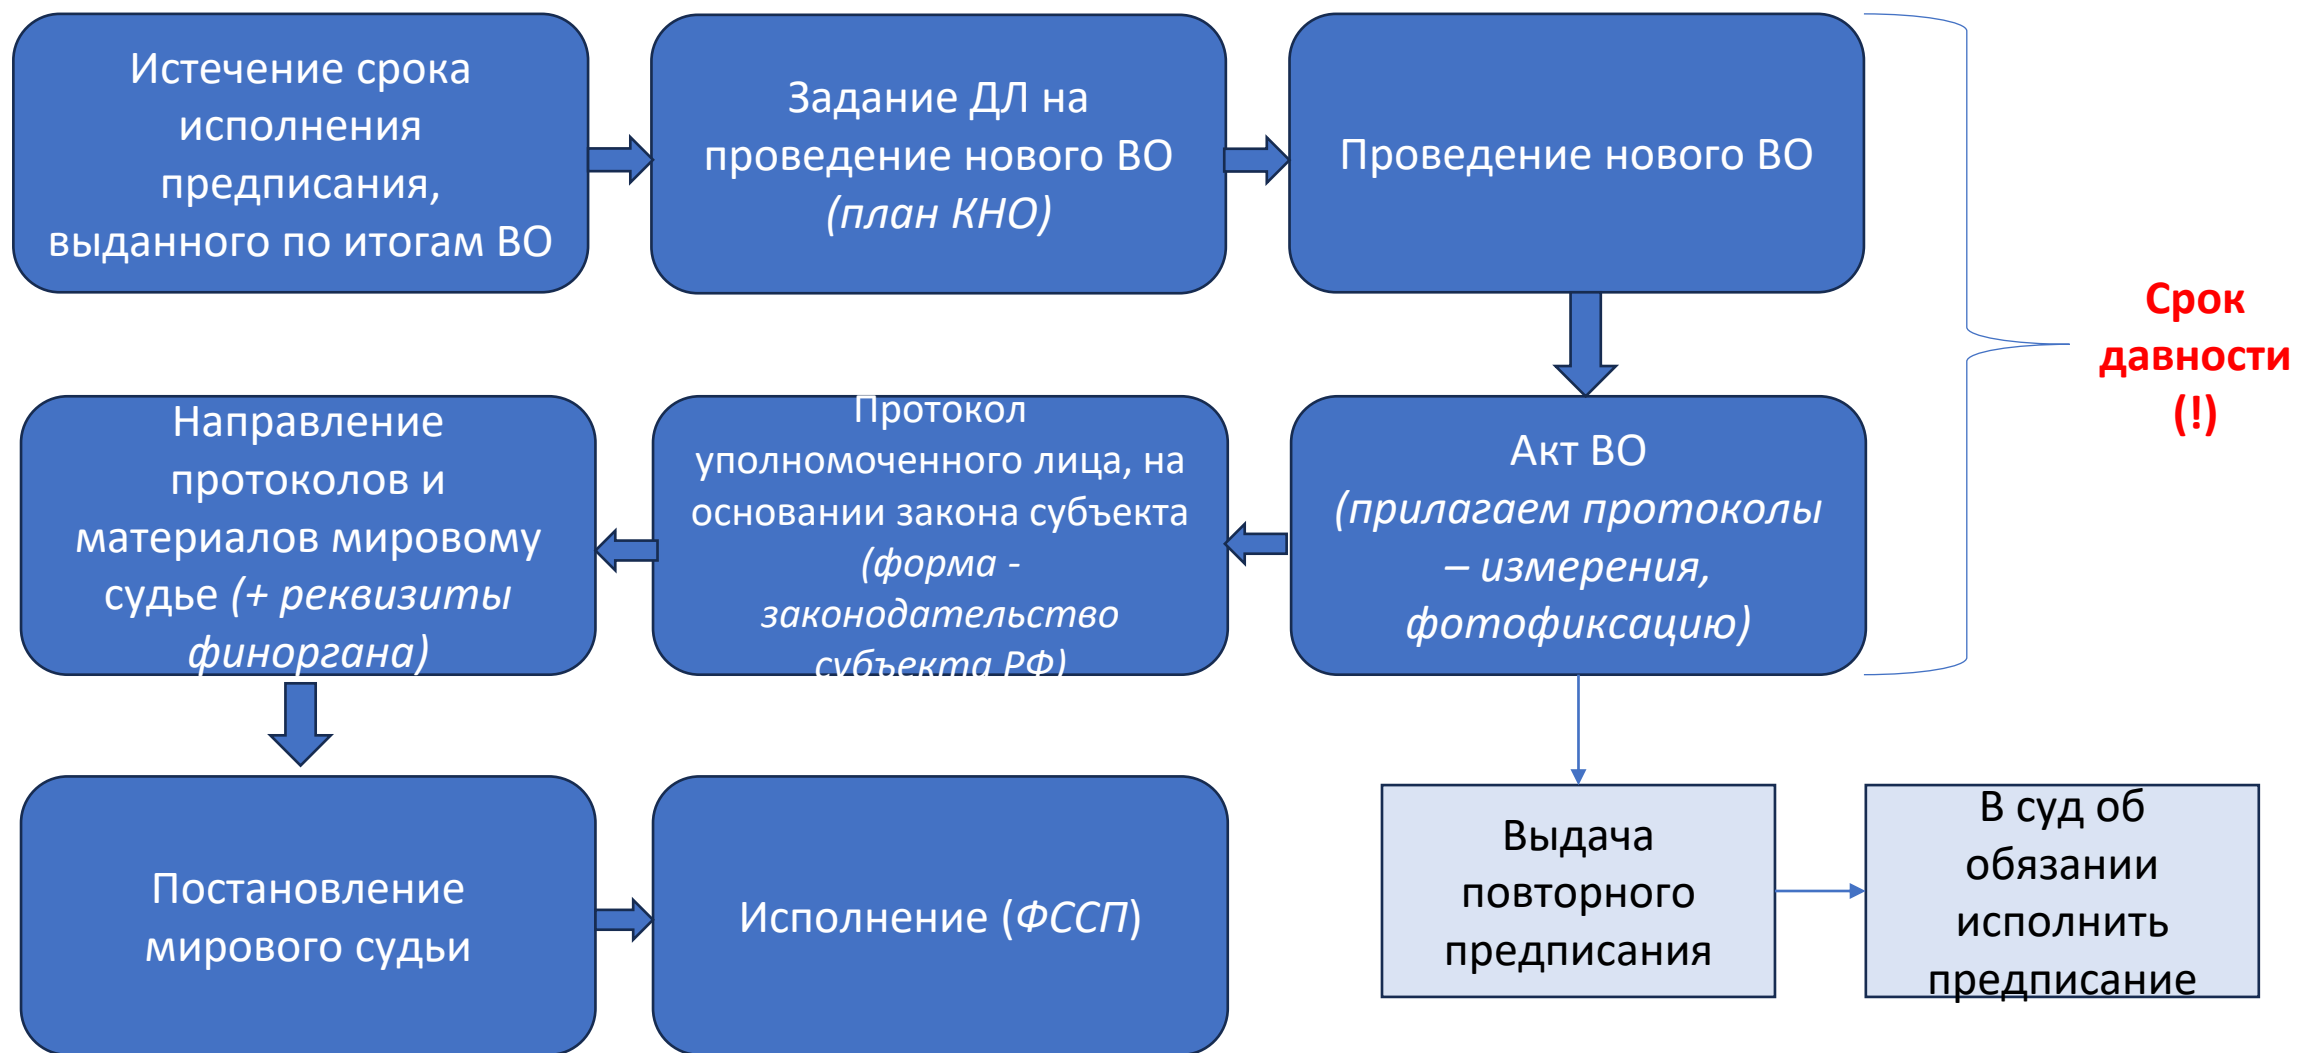 Истечение срока
исполнения
предписания,
выданного по итогам ВО
Задание ДЛ на
проведение нового ВО
(план КНО)
Проведение нового ВО
Срок
давности
(!)
Направление
протоколов и
материалов мировому
судье (+ реквизиты
финоргана)
Протокол
уполномоченного лица, на
основании закона субъекта
(форма -
законодательство
субъекта РФ)
Акт ВО
(прилагаем протоколы
– измерения,
фотофиксацию)
Постановление
мирового судьи
Исполнение (ФССП)
Выдача
повторного
предписания
В суд об
обязании
исполнить
предписание